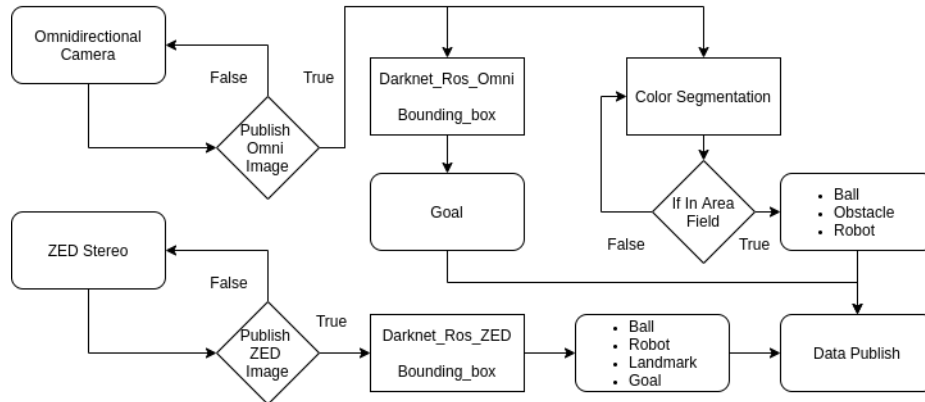 Omnidirectional
Camera
False
True
Publish
Omni
Image
Darknet_Ros_Omni
Bounding_box
Goal
Color Segmentation
If In Area
Field
False
True
• Ball
• Obstacle
• Robot
ZED Stereo
False
True
Publish
ZED
Image
Darknet_Ros_ZED
Bounding_box
• Ball
• Robot
• Landmark
• Goal
Data Publish